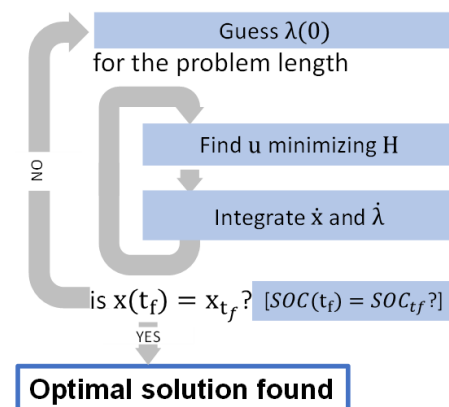 Guess λ(0)
for the problem length
Find u minimizing H
Integrate ẋ and λ̇
NO
is x(t_f) = x_{t_f}? [SOC(t_f) = SOC_{tf}?]
YES
Optimal solution found